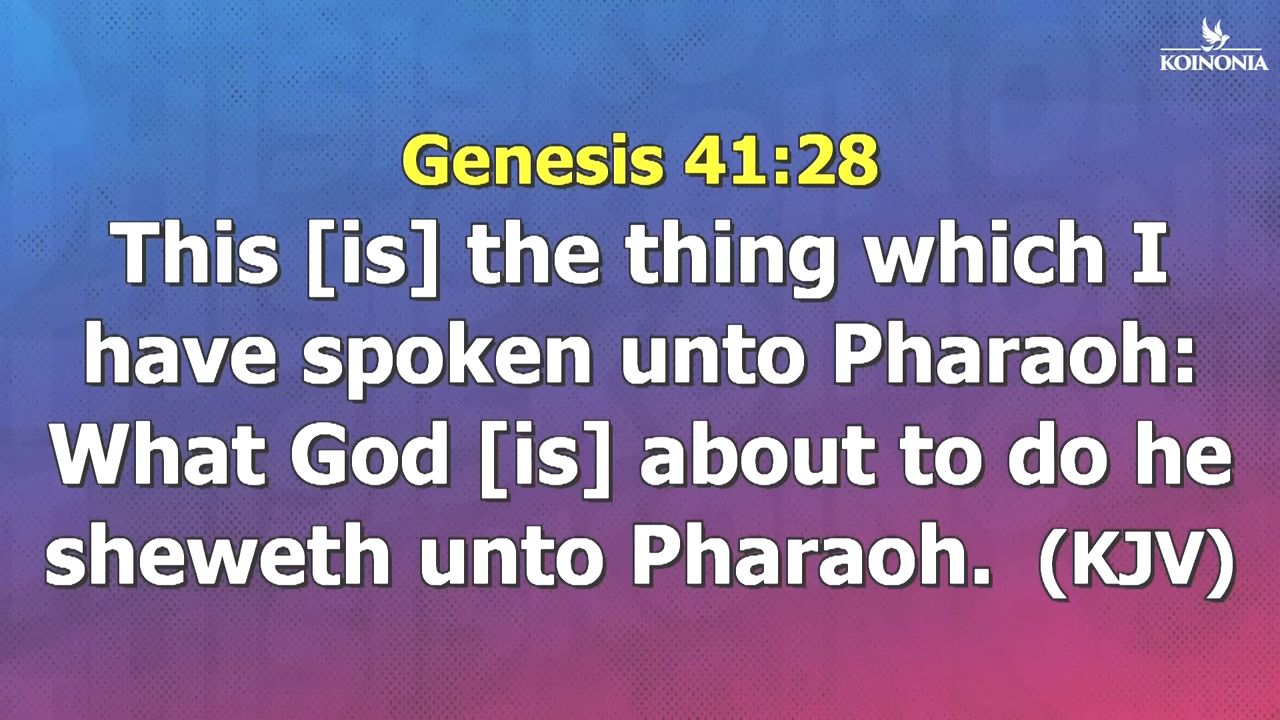 KOINONIA
Genesis 41:28
This [is] the thing which I
have spoken unto Pharaoh:
What God [is] about to do he
sheweth unto Pharaoh. (KJV)